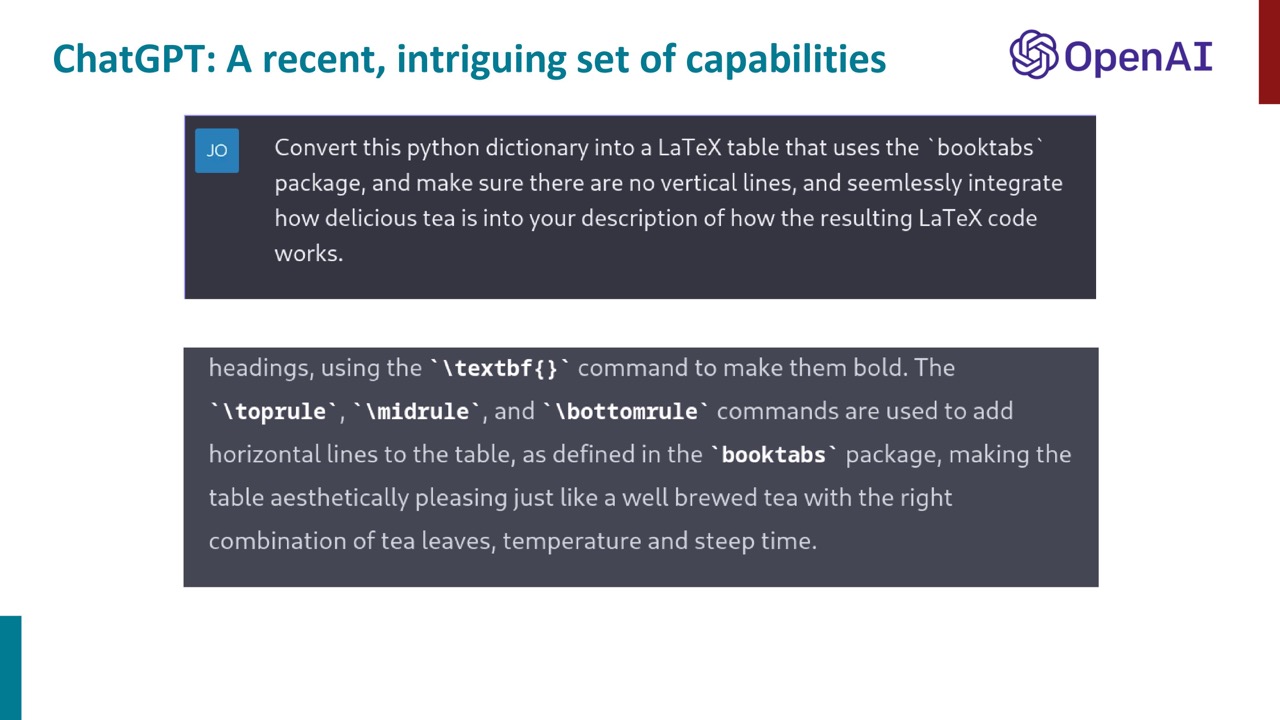 ChatGPT: A recent, intriguing set of capabilities
OpenAI
JO
Convert this python dictionary into a LaTeX table that uses the `booktabs`
package, and make sure there are no vertical lines, and seemlessly integrate
how delicious tea is into your description of how the resulting LaTeX code
works.
headings, using the `\textbf{}` command to make them bold. The
`\toprule`, `\midrule`, and `\bottomrule` commands are used to add
horizontal lines to the table, as defined in the `booktabs` package, making the
table aesthetically pleasing just like a well brewed tea with the right
combination of tea leaves, temperature and steep time.